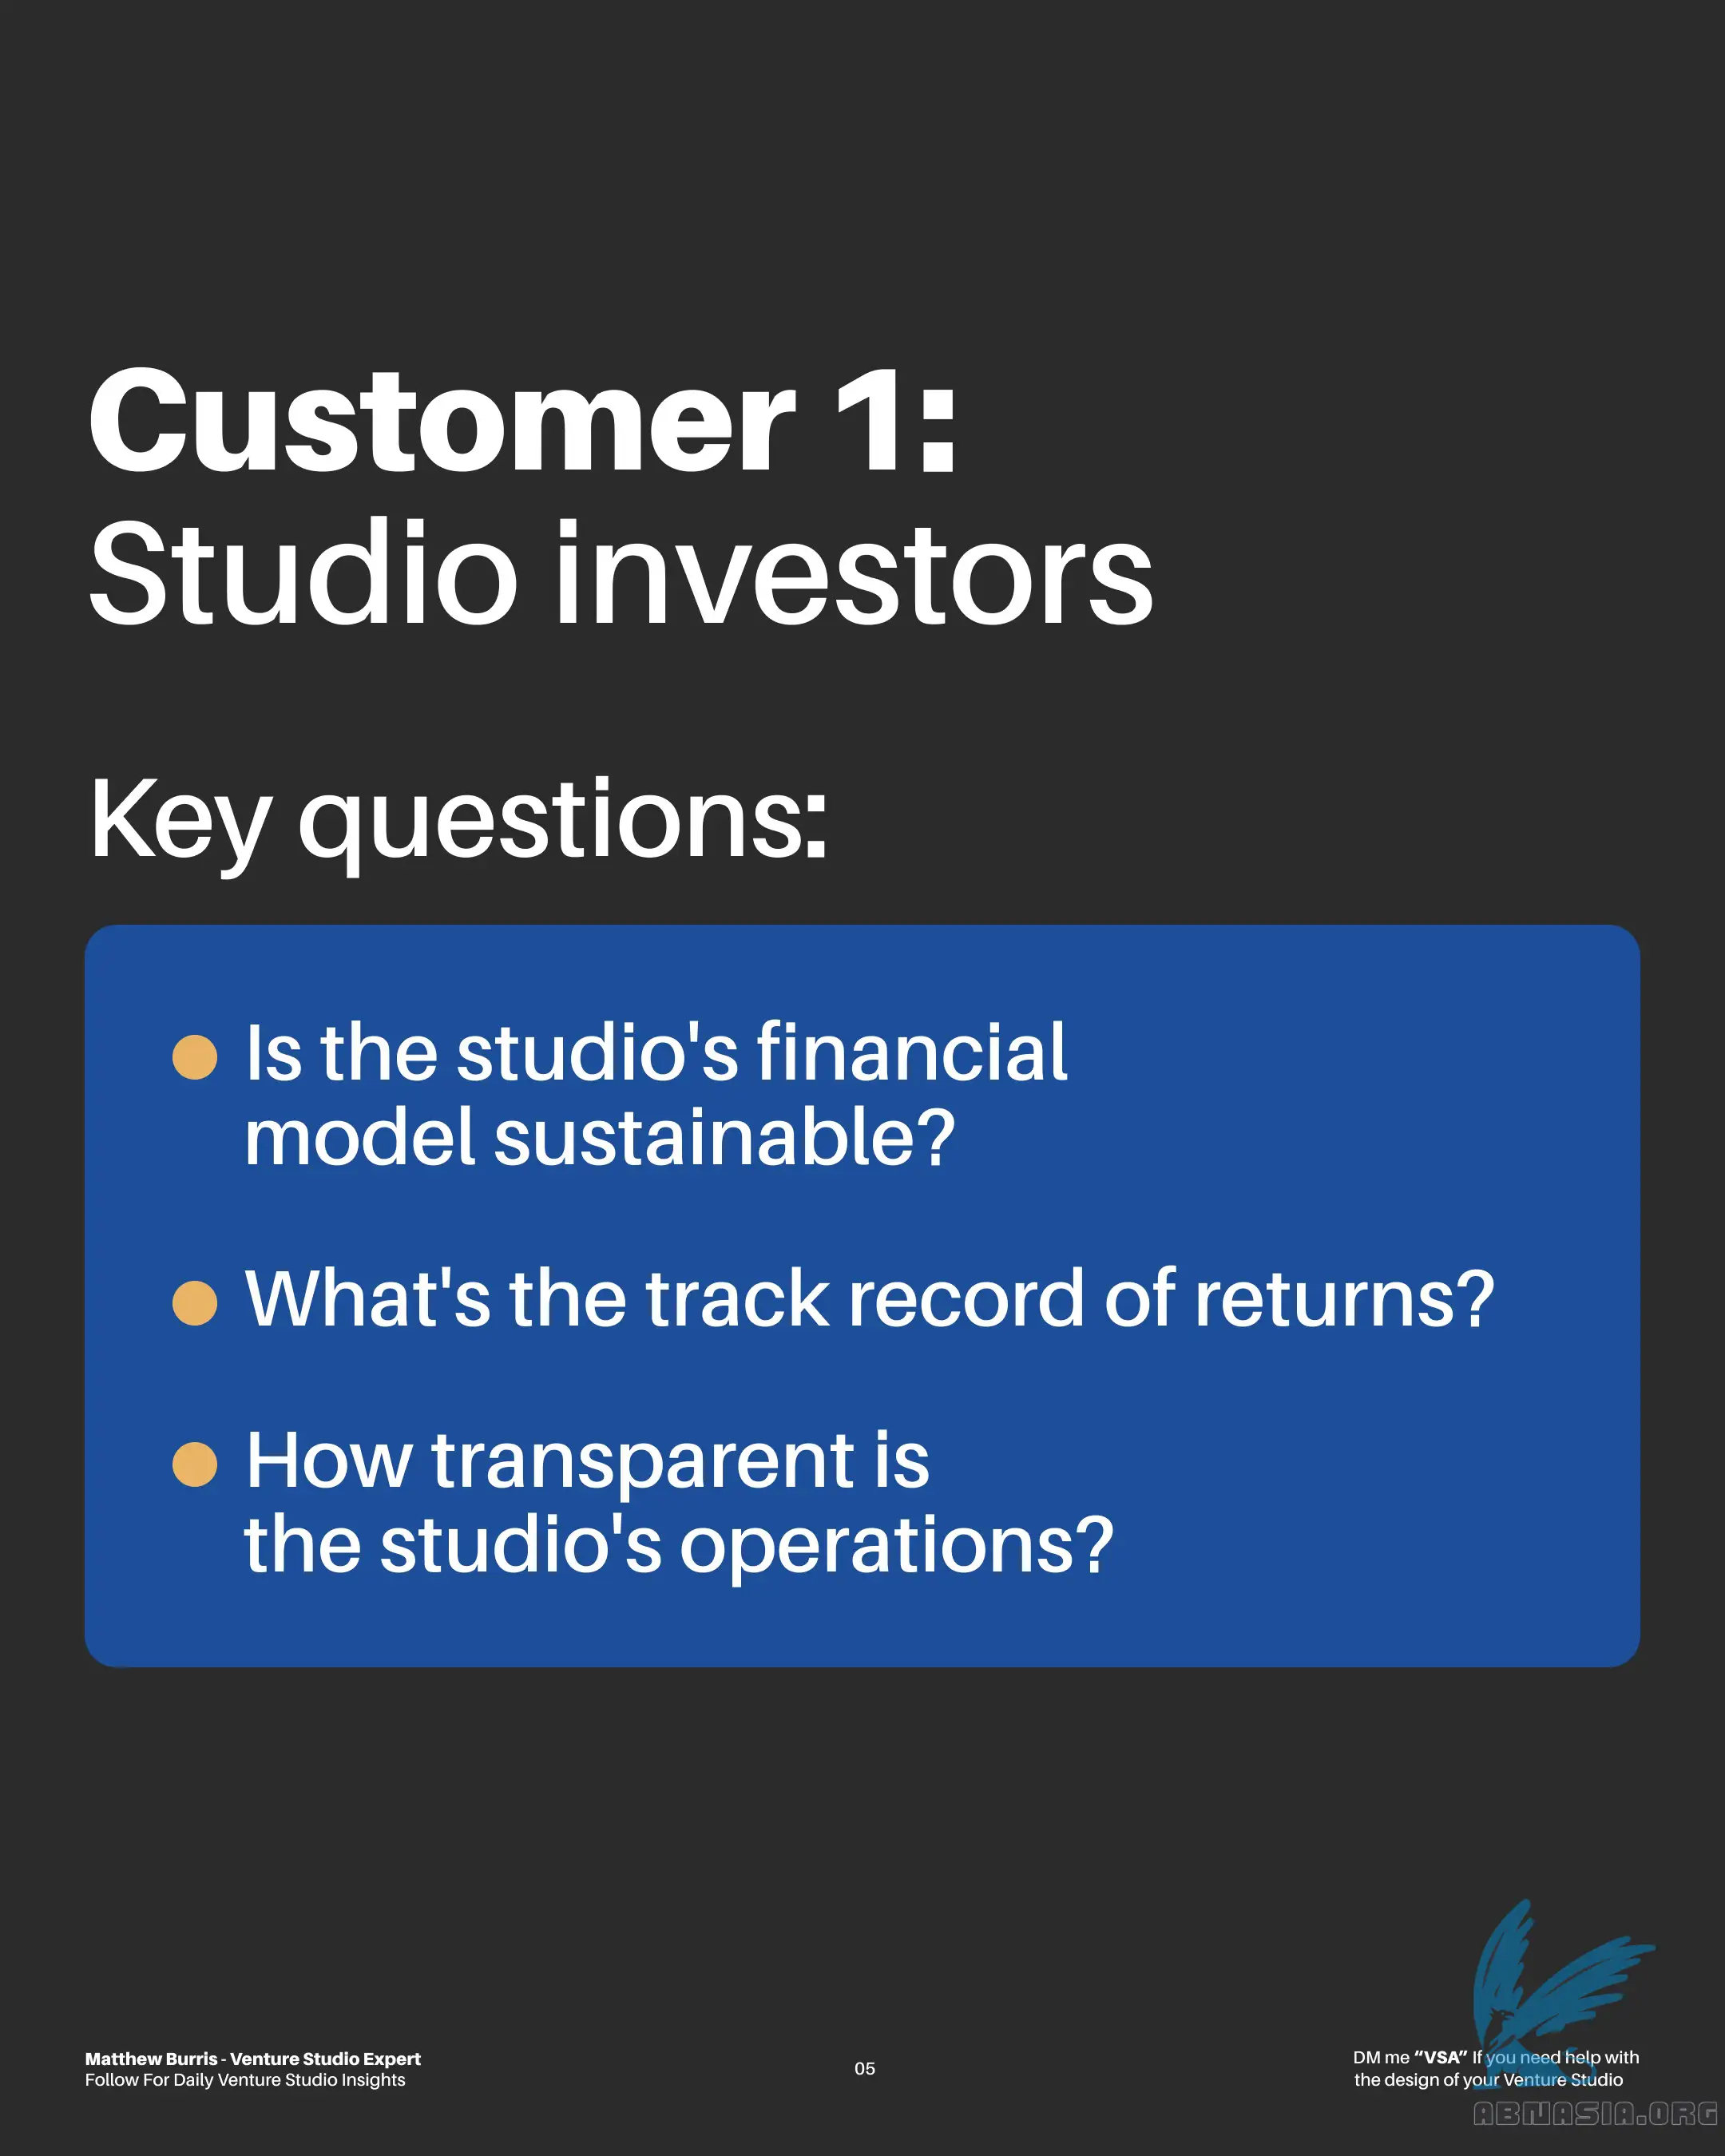 Customer 1:
Studio investors
Key questions:
Is the studio's financial
model sustainable?
What's the track record of returns?
How transparent is
the studio's operations?
Matthew Burris - Venture Studio Expert
Follow For Daily Venture Studio Insights
05
DM me “VSA” If you need help with
the design of your Venture Studio
ABNASIA.ORG